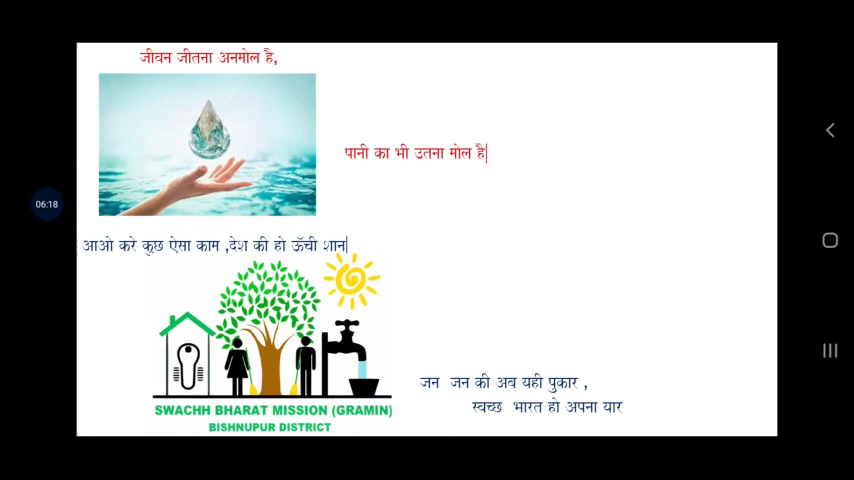 जीवन जीतना अनमोल है,
पानी का भी उतना मोल है|
06:18
आओ करे कुछ ऐसा काम ,देश की हो ऊँची शान|
SWACHH BHARAT MISSION (GRAMIN)
BISHNUPUR DISTRICT
जन जन की अब यही पुकार ,
स्वच्छ भारत हो अपना यार